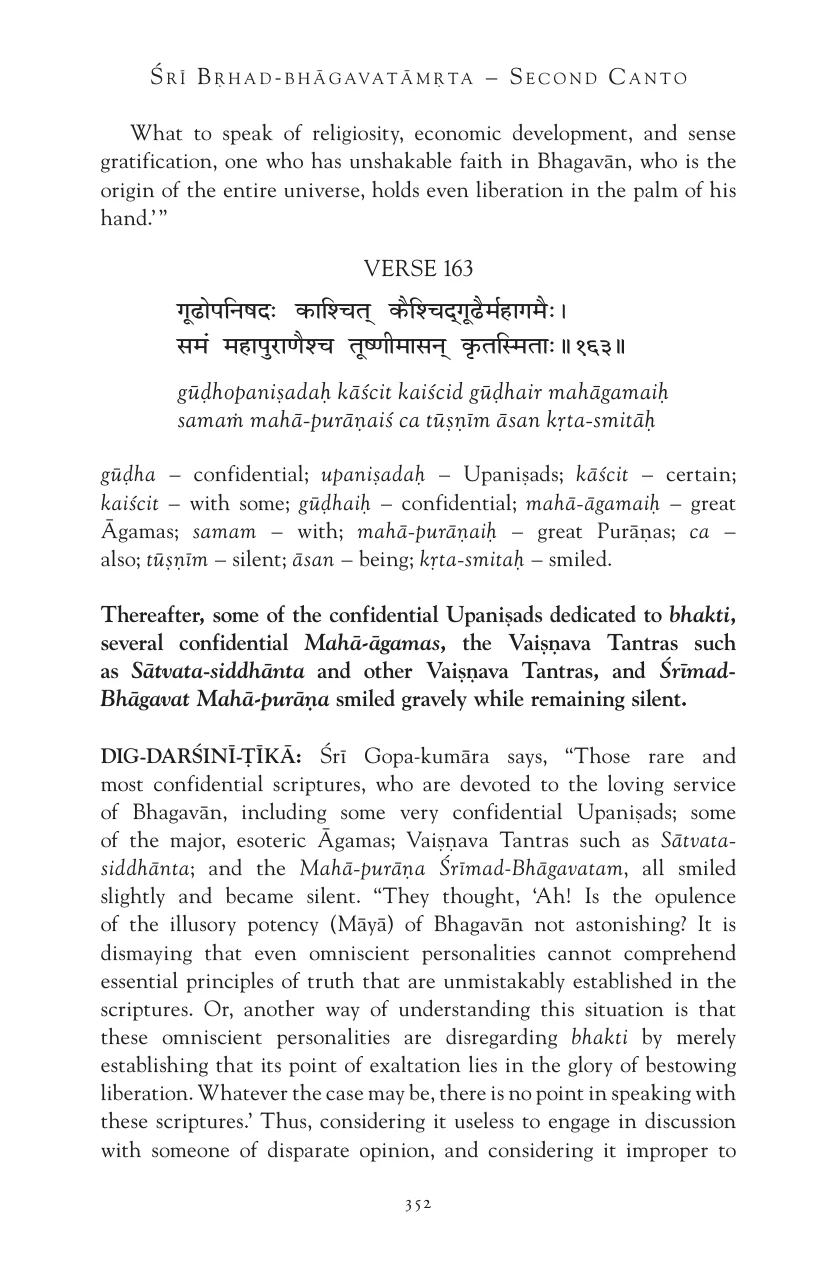 Śrī Bṛhad-bhāgavatāmṛta – Second Canto
What to speak of religiosity, economic development, and sense
gratification, one who has unshakable faith in Bhagavān, who is the
origin of the entire universe, holds even liberation in the palm of his
hand.’”
VERSE 163
गूढोपनिषदः काश्चित् कैश्चिद्गूढैर्महागमैः।
समं महापुराणैश्च तूष्णीमासन् कृतस्मिताः॥१६३॥
gūḍhopaniṣadaḥ kāścit kaiścid gūḍhair mahāgamaiḥ
samaṁ mahā-purāṇaiś ca tūṣṇīm āsan kṛta-smitāḥ
gūḍha – confidential; upaniṣadaḥ – Upaniṣads; kāścit – certain;
kaiścit – with some; gūḍhaiḥ – confidential; mahā-āgamaiḥ – great
Āgamas; samam – with; mahā-purāṇaiḥ – great Purāṇas; ca –
also; tūṣṇīm – silent; āsan – being; kṛta-smitaḥ – smiled.
Thereafter, some of the confidential Upaniṣads dedicated to bhakti,
several confidential Mahā-āgamas, the Vaiṣṇava Tantras such
as Sātvata-siddhānta and other Vaiṣṇava Tantras, and Śrīmad-
Bhāgavat Mahā-purāṇa smiled gravely while remaining silent.
DIG-DARŚINĪ-ṬĪKĀ: Śrī Gopa-kumāra says, “Those rare and
most confidential scriptures, who are devoted to the loving service
of Bhagavān, including some very confidential Upaniṣads; some
of the major, esoteric Āgamas; Vaiṣṇava Tantras such as Sātvata-
siddhānta; and the Mahā-purāṇa Śrīmad-Bhāgavatam, all smiled
slightly and became silent. “They thought, ‘Ah! Is the opulence
of the illusory potency (Māyā) of Bhagavān not astonishing? It is
dismaying that even omniscient personalities cannot comprehend
essential principles of truth that are unmistakably established in the
scriptures. Or, another way of understanding this situation is that
these omniscient personalities are disregarding bhakti by merely
establishing that its point of exaltation lies in the glory of bestowing
liberation. Whatever the case may be, there is no point in speaking with
these scriptures.’ Thus, considering it useless to engage in discussion
with someone of disparate opinion, and considering it improper to
352